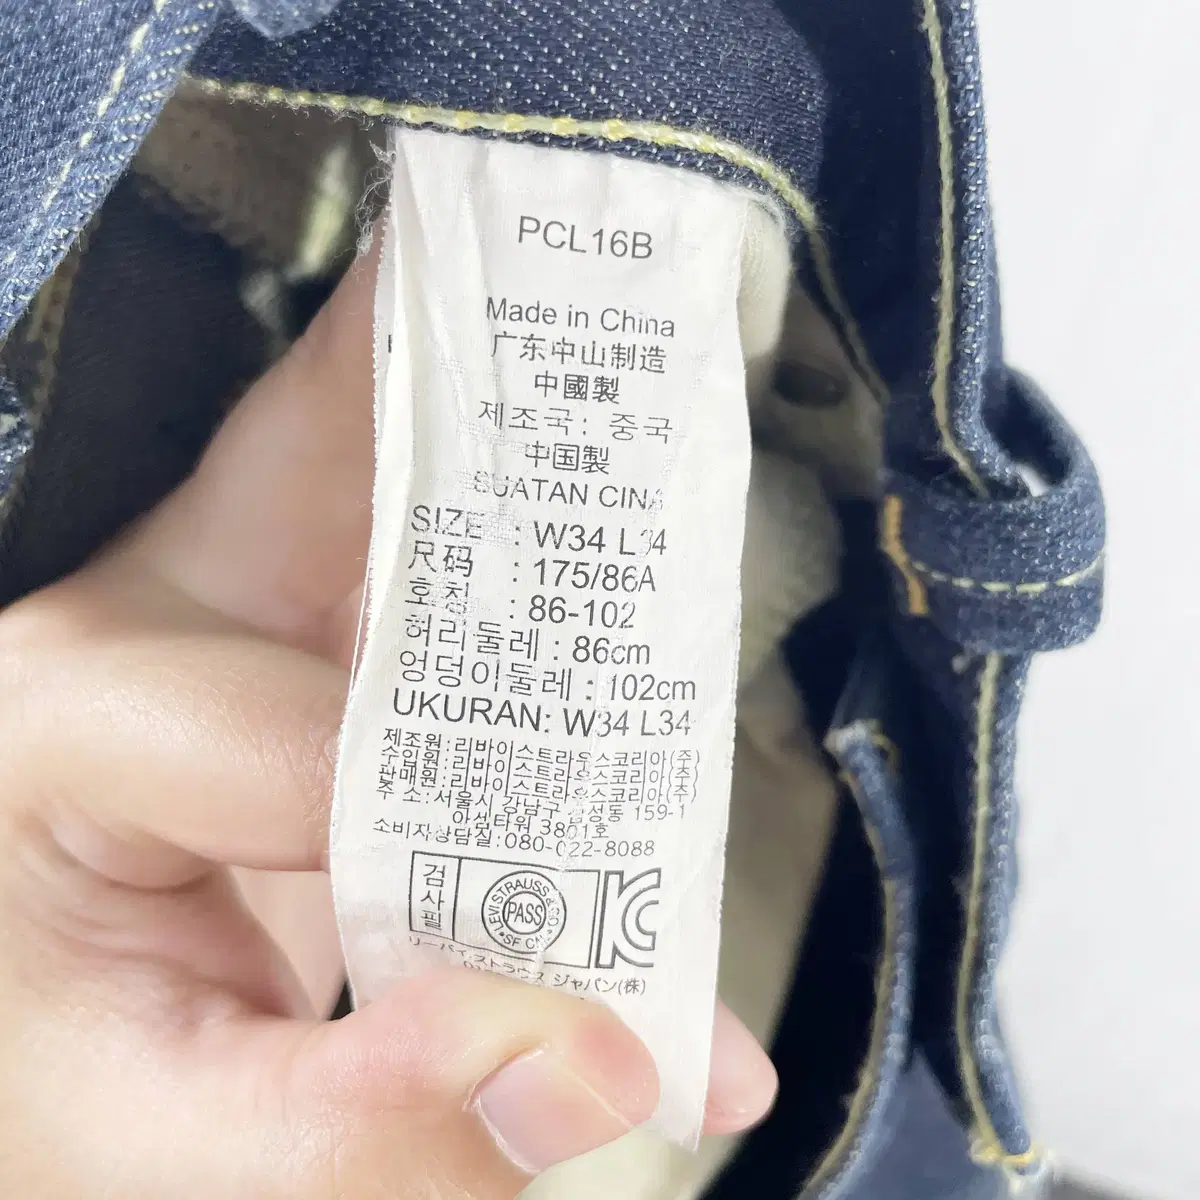 PCL16B
Made in China
广东中山制造
中國製
제조국: 중국
中国製
BUATAN CINA
SIZE : W34 L34
尺码 : 175/86A
호칭 : 86-102
허리둘레 : 86cm
엉덩이둘레 : 102cm
UKURAN: W34 L34
제조원:리바이스트라우스코리아(주)
수입원:리바이스트라우스코리아(주)
판매원:리바이스트라우스코리아(주)
주 소:서울시 강남구 삼성동 159-1
아셈타워 3801호
소비자상담실:080-022-8088
검사필
LEVI STRAUSS & CO
PASS
リーバイ・ストラウス ジャパン(株)